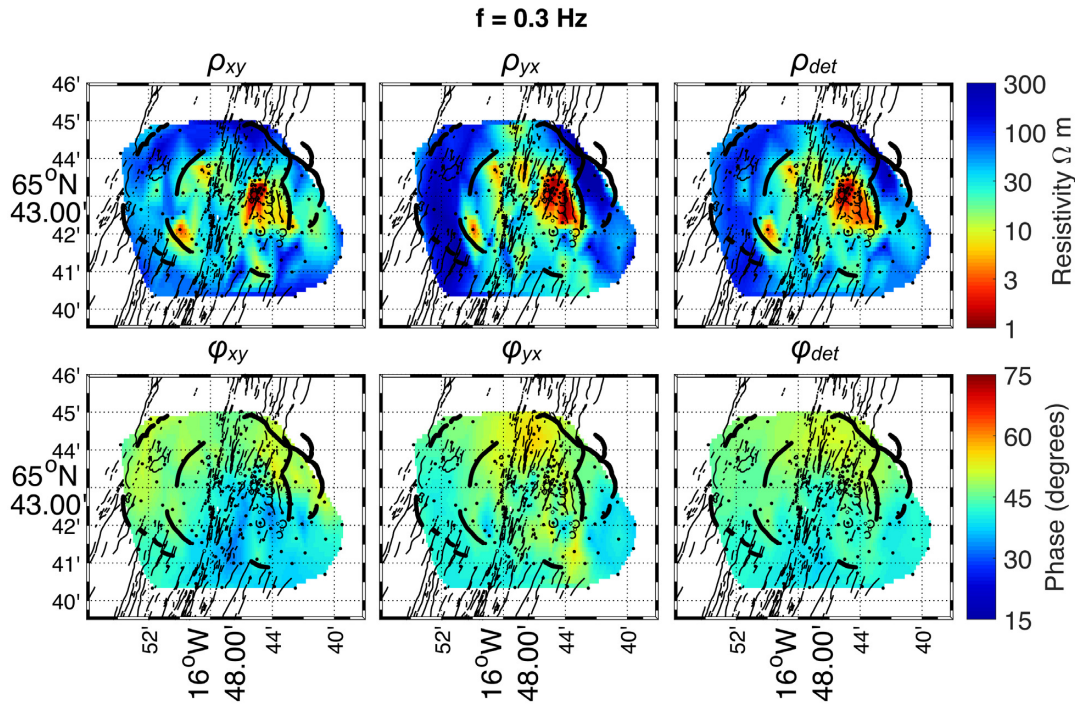 f = 0.3 Hz
ρxy
ρyx
ρdet
46'
45'
44'
65°N
43.00'
42'
41'
40'
300
100
30
10
3
1
Resistivity Ω m
φxy
φyx
φdet
46'
45'
44'
65°N
43.00'
42'
41'
40'
75
60
45
30
15
Phase (degrees)
52'
16°W
48.00'
44'
40'
52'
16°W
48.00'
44'
40'
52'
16°W
48.00'
44'
40'